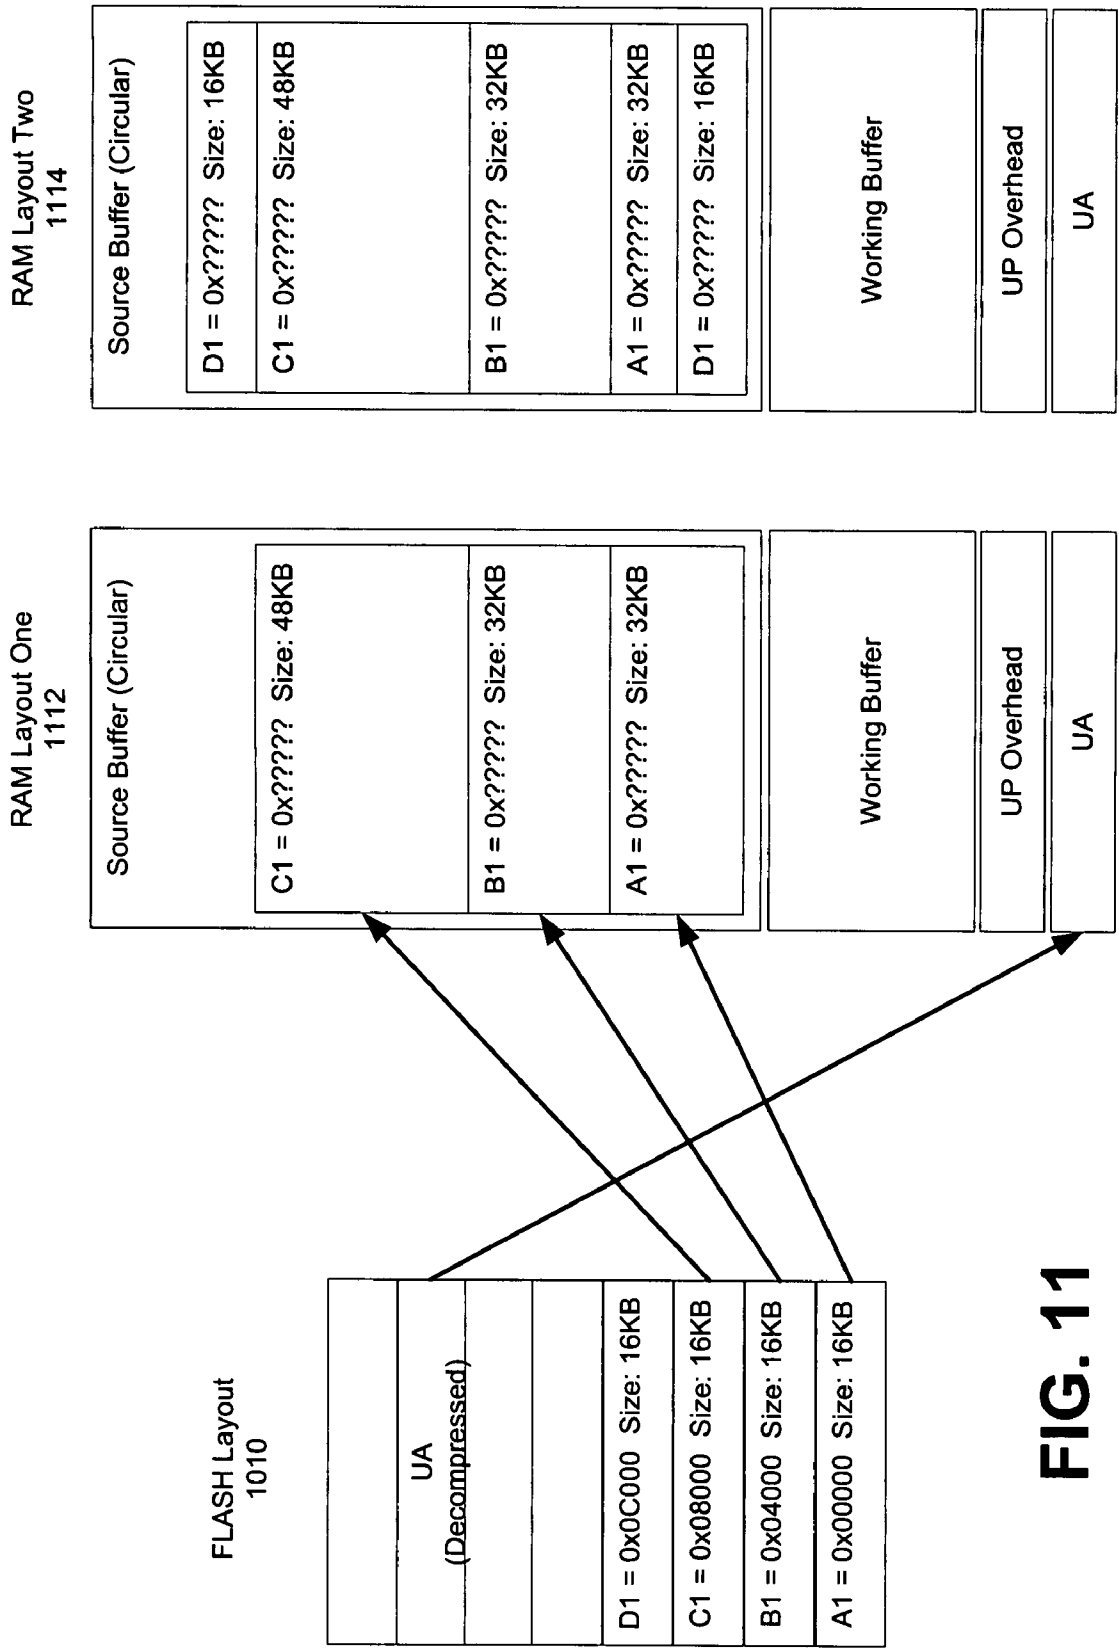 RAM Layout Two
1114
Source Buffer (Circular)
D1 = 0x????? Size: 16KB
C1 = 0x????? Size: 48KB
B1 = 0x????? Size: 32KB
A1 = 0x????? Size: 32KB
D1 = 0x????? Size: 16KB
Working Buffer
UP Overhead
UA
RAM Layout One
1112
Source Buffer (Circular)
C1 = 0x????? Size: 48KB
B1 = 0x????? Size: 32KB
A1 = 0x????? Size: 32KB
Working Buffer
UP Overhead
UA
FLASH Layout
1010
UA
(Decompressed)
D1 = 0x0C000 Size: 16KB
C1 = 0x08000 Size: 16KB
B1 = 0x04000 Size: 16KB
A1 = 0x00000 Size: 16KB
FIG. 11